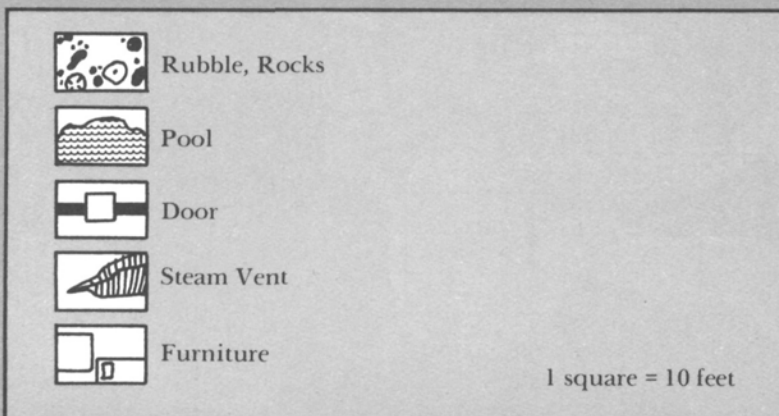 Rubble, Rocks
Pool
Door
Steam Vent
Furniture
1 square = 10 feet